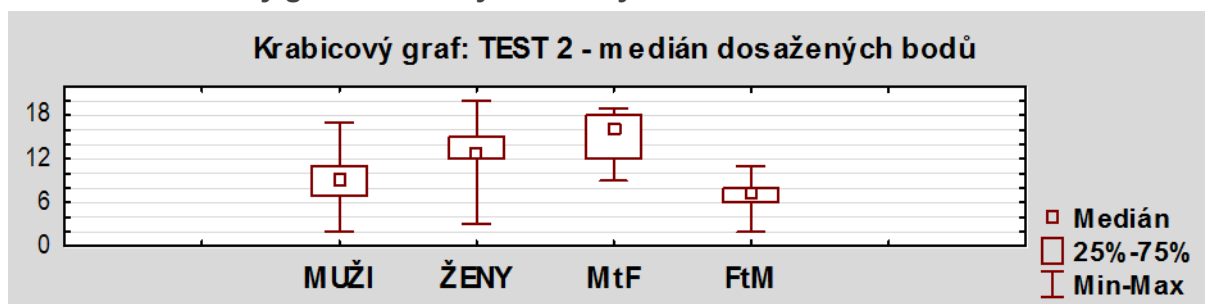 Krabicový graf: TEST 2 - medián dosažených bodů
18
12
6
0
MUŽI ŽENY MtF FtM
Medián
25%-75%
Min-Max